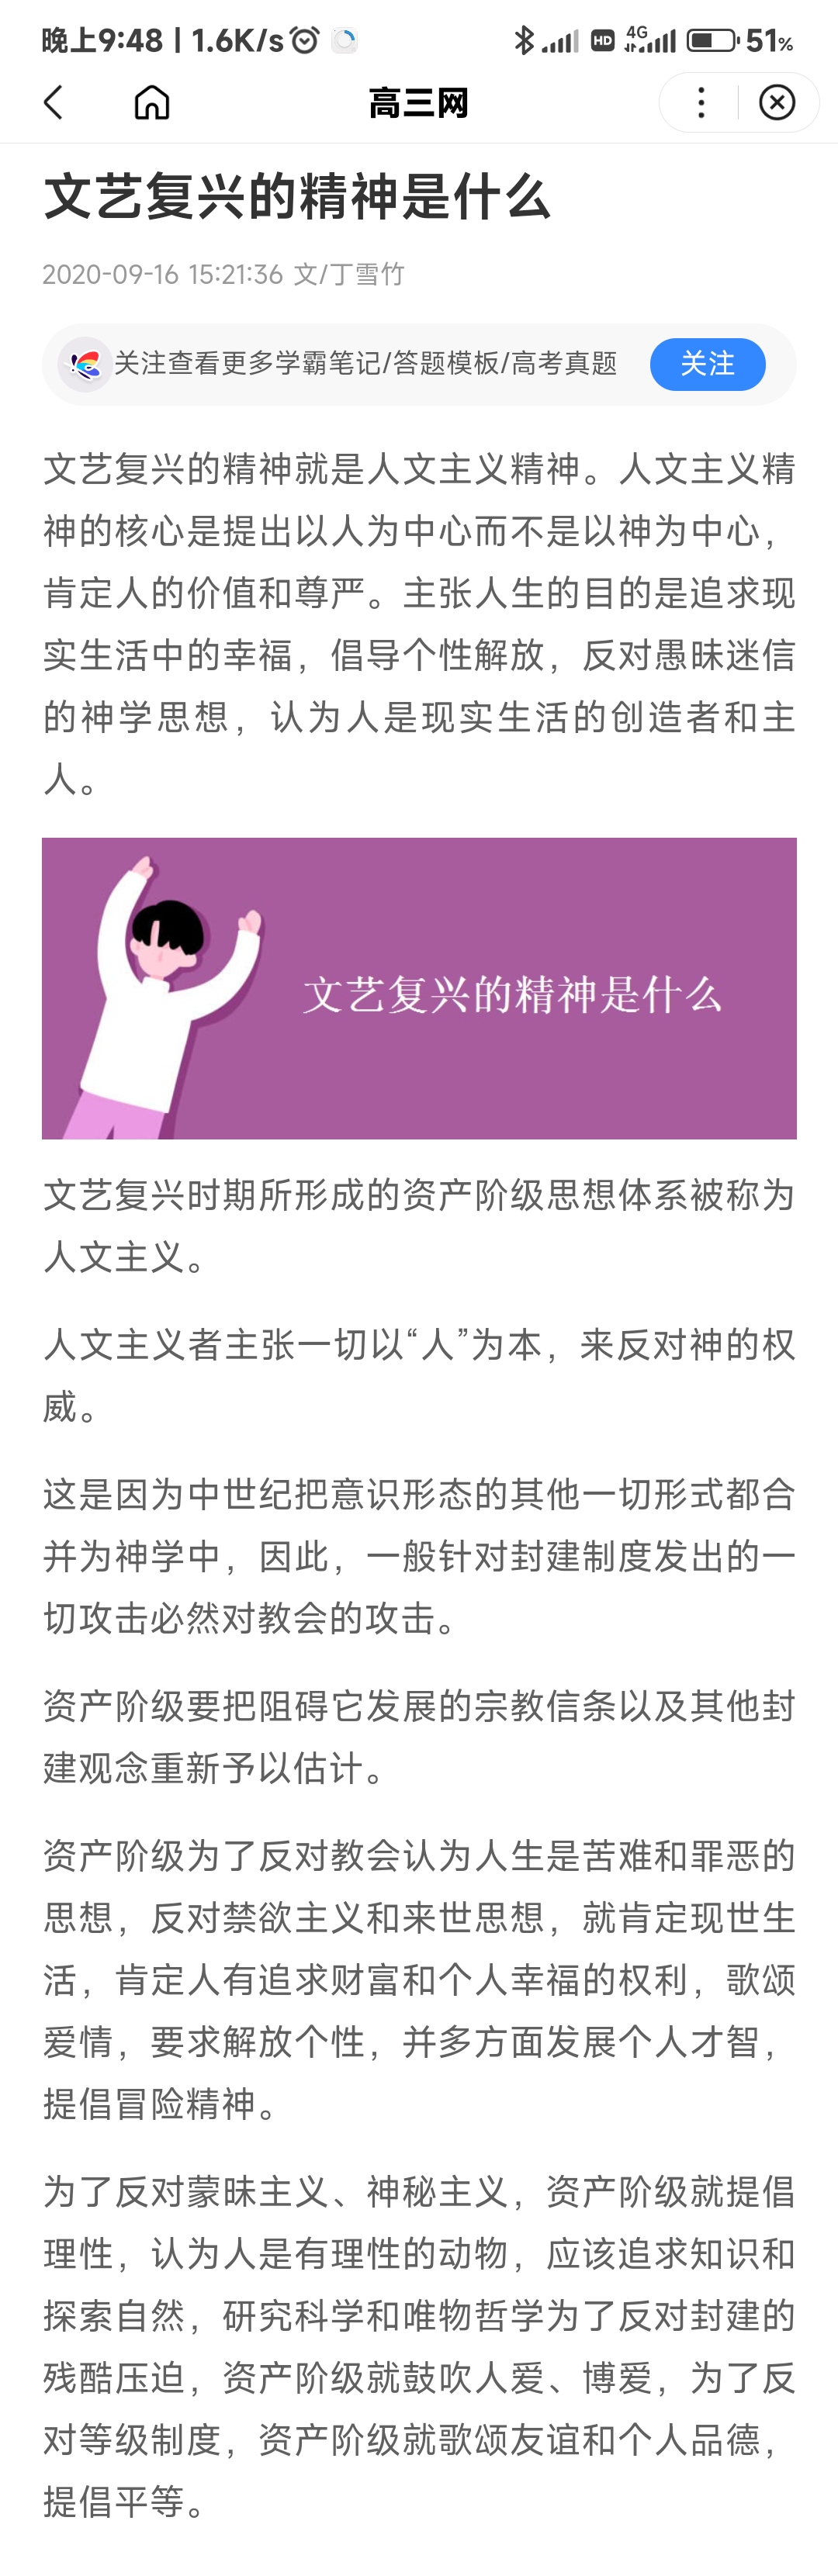 晚上9:48 | 1.6K/s
HD 4G 51%
高三网
文艺复兴的精神是什么
2020-09-16 15:21:36 文/丁雪竹
关注查看更多学霸笔记/答题模板/高考真题 关注
文艺复兴的精神就是人文主义精神。人文主义精
神的核心是提出以人为中心而不是以神为中心，
肯定人的价值和尊严。主张人生的目的是追求现
实生活中的幸福，倡导个性解放，反对愚昧迷信
的神学思想，认为人是现实生活的创造者和主
人。
文艺复兴的精神是什么
文艺复兴时期所形成的资产阶级思想体系被称为
人文主义。
人文主义者主张一切以“人”为本，来反对神的权
威。
这是因为中世纪把意识形态的其他一切形式都合
并为神学中，因此，一般针对封建制度发出的一
切攻击必然对教会的攻击。
资产阶级要把阻碍它发展的宗教信条以及其他封
建观念重新予以估计。
资产阶级为了反对教会认为人生是苦难和罪恶的
思想，反对禁欲主义和来世思想，就肯定现世生
活，肯定人有追求财富和个人幸福的权利，歌颂
爱情，要求解放个性，并多方面发展个人才智，
提倡冒险精神。
为了反对蒙昧主义、神秘主义，资产阶级就提倡
理性，认为人是有理性的动物，应该追求知识和
探索自然，研究科学和唯物哲学为了反对封建的
残酷压迫，资产阶级就鼓吹人爱、博爱，为了反
对等级制度，资产阶级就歌颂友谊和个人品德，
提倡平等。